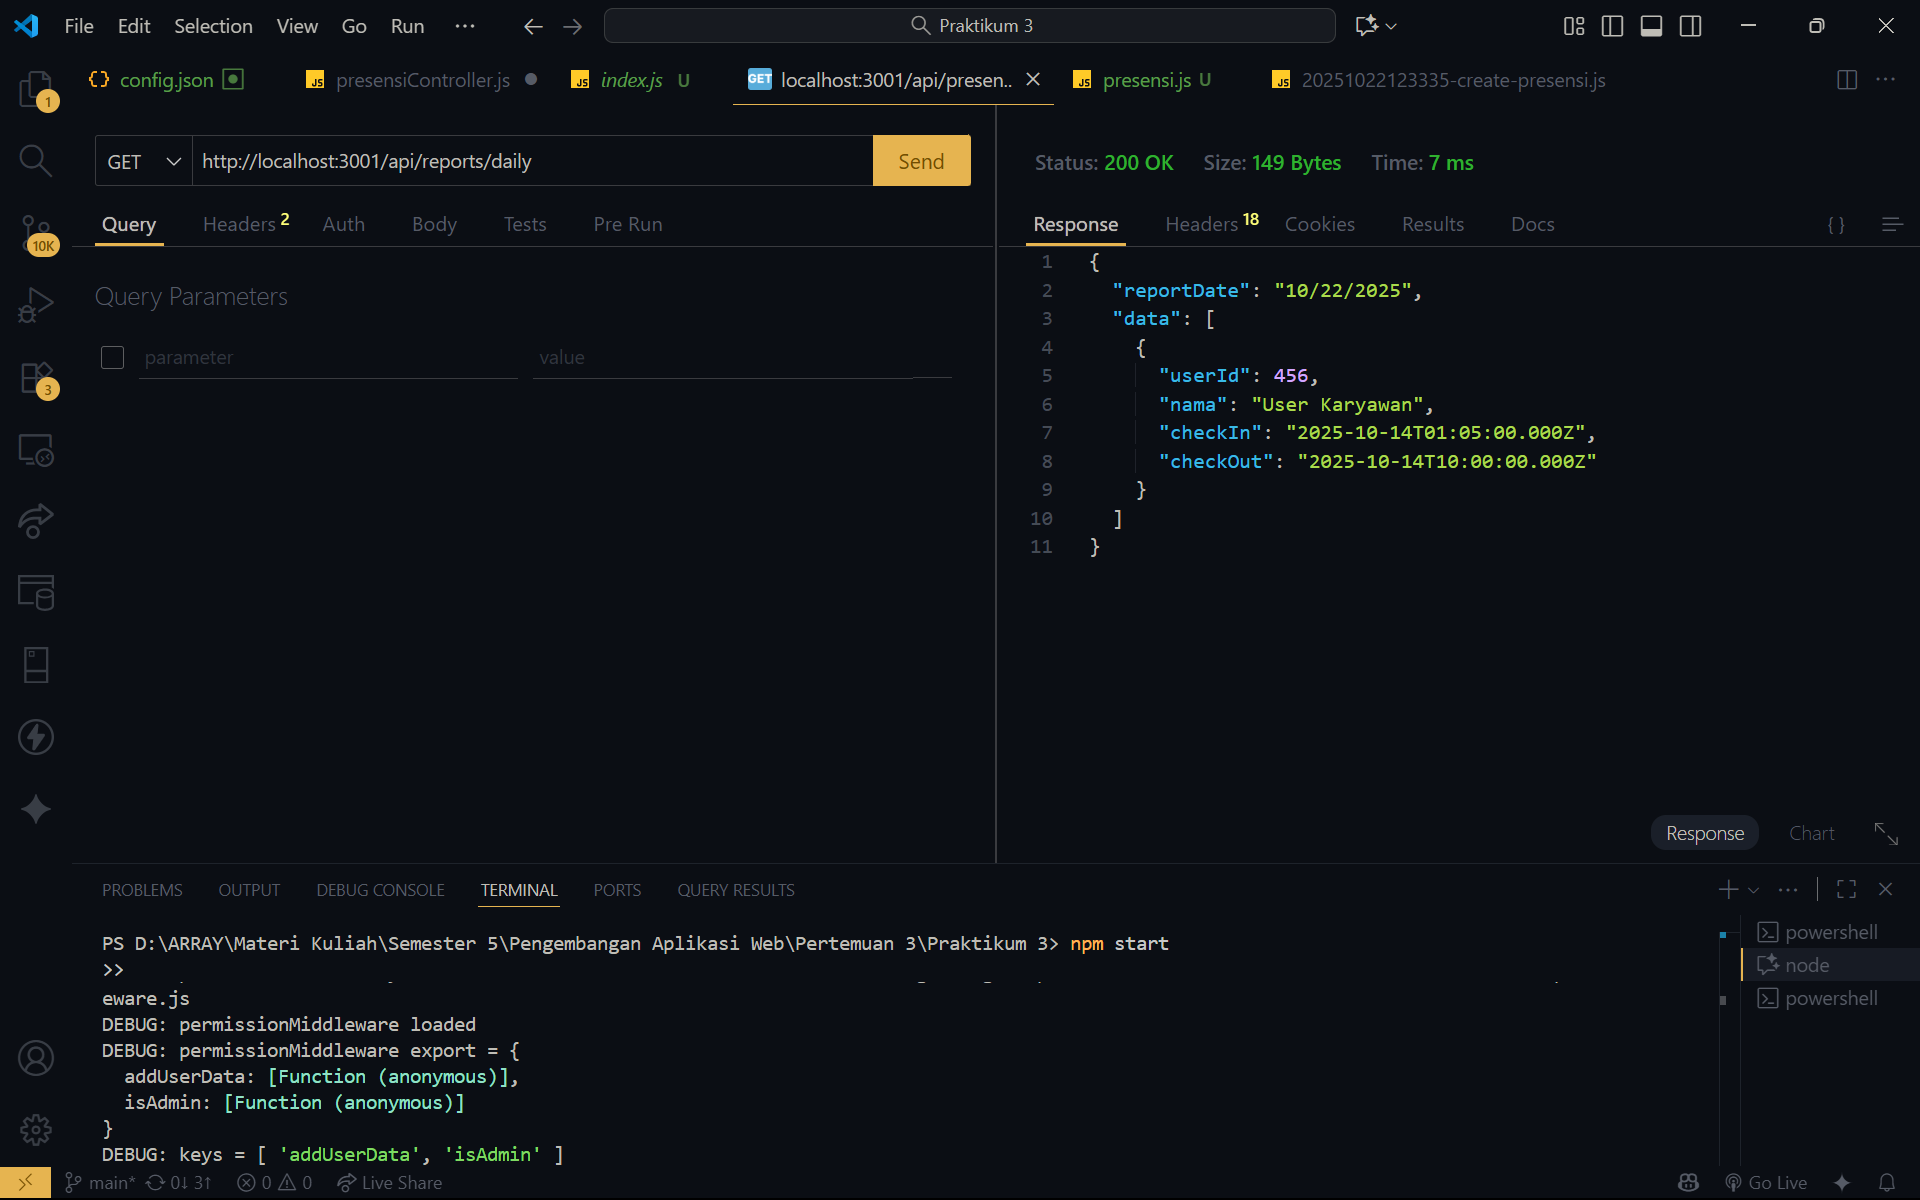 File Edit Selection View Go Run ··· Praktikum 3
config.json presensiController.js index.js U GET localhost:3001/api/presen.. presensi.js U 20251022123335-create-presensi.js
1
10K
3
GET http://localhost:3001/api/reports/daily Send
Query Headers 2 Auth Body Tests Pre Run
Query Parameters
parameter value
Status: 200 OK Size: 149 Bytes Time: 7 ms
Response Headers 18 Cookies Results Docs { }
1 {
2 "reportDate": "10/22/2025",
3 "data": [
4 {
5 "userId": 456,
6 "nama": "User Karyawan",
7 "checkIn": "2025-10-14T01:05:00.000Z",
8 "checkOut": "2025-10-14T10:00:00.000Z"
9 }
10 ]
11 }
Response Chart
PROBLEMS OUTPUT DEBUG CONSOLE TERMINAL PORTS QUERY RESULTS
PS D:\ARRAY\Materi Kuliah\Semester 5\Pengembangan Aplikasi Web\Pertemuan 3\Praktikum 3> npm start
>>
eware.js
DEBUG: permissionMiddleware loaded
DEBUG: permissionMiddleware export = {
addUserData: [Function (anonymous)],
isAdmin: [Function (anonymous)]
}
DEBUG: keys = [ 'addUserData', 'isAdmin' ]
powershell
node
powershell
main* 0↓ 3↑ 0 0 Live Share Go Live